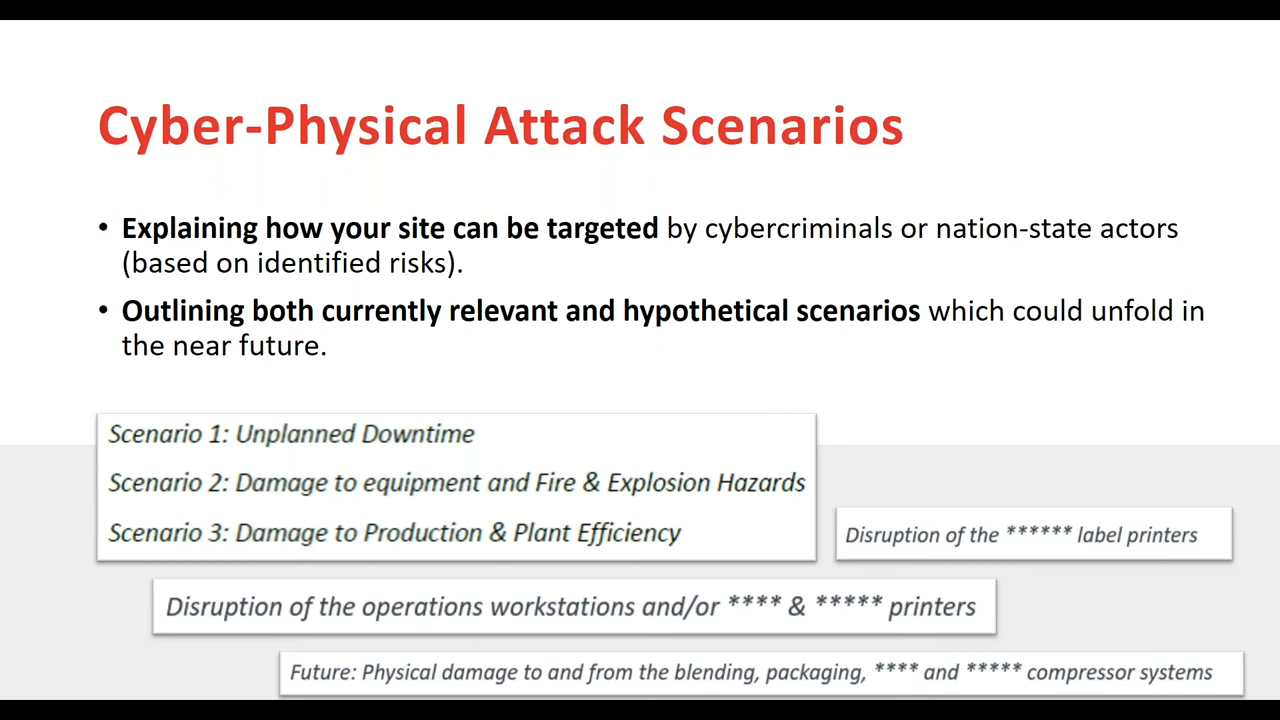 Cyber-Physical Attack Scenarios
• Explaining how your site can be targeted by cybercriminals or nation-state actors
(based on identified risks).
• Outlining both currently relevant and hypothetical scenarios which could unfold in
the near future.
Scenario 1: Unplanned Downtime
Scenario 2: Damage to equipment and Fire & Explosion Hazards
Scenario 3: Damage to Production & Plant Efficiency
Disruption of the ****** label printers
Disruption of the operations workstations and/or **** & ***** printers
Future: Physical damage to and from the blending, packaging, **** and ***** compressor systems